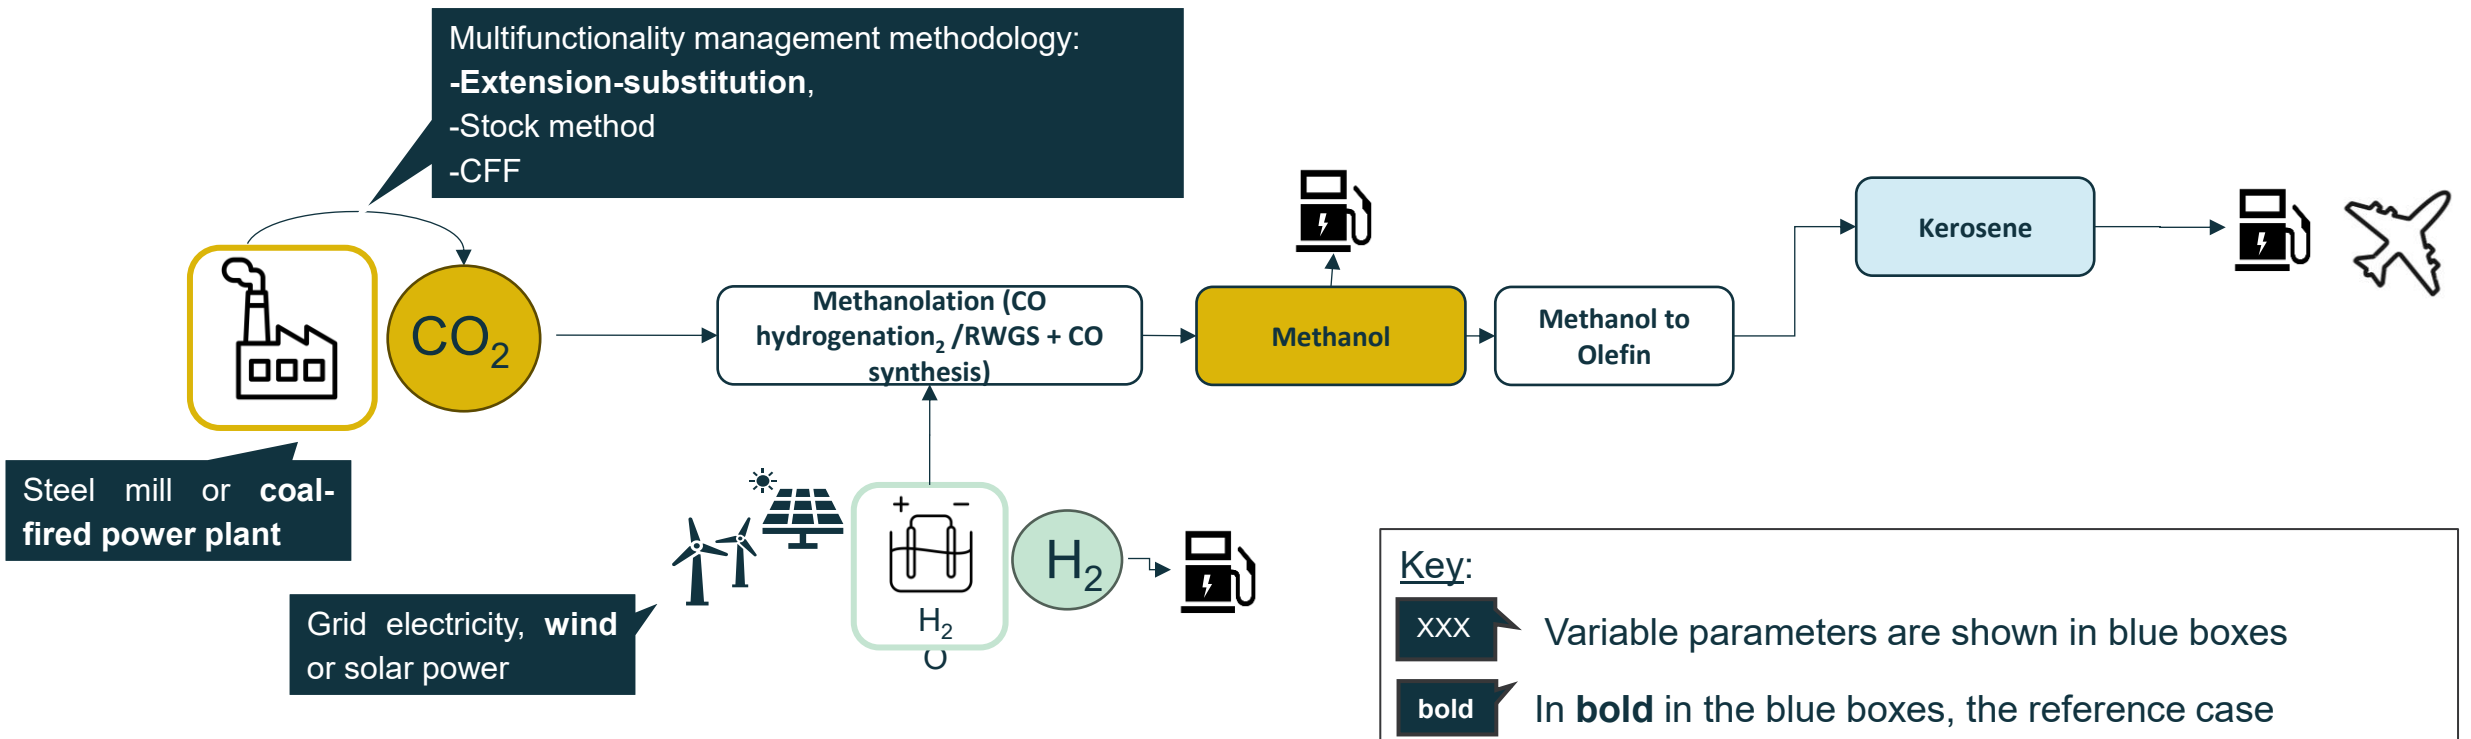 Multifunctionality management methodology:
-Extension-substitution,
-Stock method
-CFF
CO₂
Methanolation (CO
hydrogenation₂ /RWGS + CO
synthesis)
Methanol
Methanol to
Olefin
Kerosene
Steel mill or coal-
fired power plant
Grid electricity, wind
or solar power
+ −
H₂
O
H₂
Key:
XXX
Variable parameters are shown in blue boxes
bold
In bold in the blue boxes, the reference case